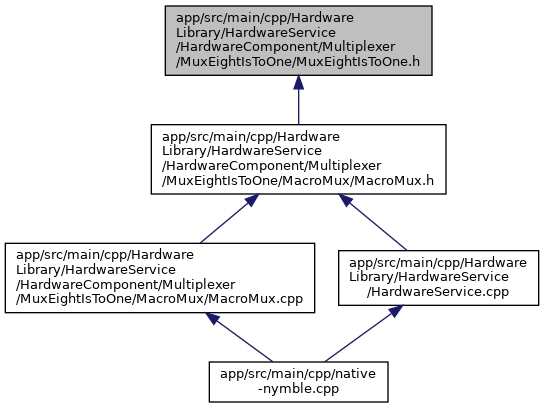 app/src/main/cpp/Hardware
Library/HardwareService
/HardwareComponent/Multiplexer
/MuxEightIsToOne/MuxEightIsToOne.h
app/src/main/cpp/Hardware
Library/HardwareService
/HardwareComponent/Multiplexer
/MuxEightIsToOne/MacroMux/MacroMux.h
app/src/main/cpp/Hardware
Library/HardwareService
/HardwareComponent/Multiplexer
/MuxEightIsToOne/MacroMux/MacroMux.cpp
app/src/main/cpp/Hardware
Library/HardwareService
/HardwareService.cpp
app/src/main/cpp/native
-nymble.cpp